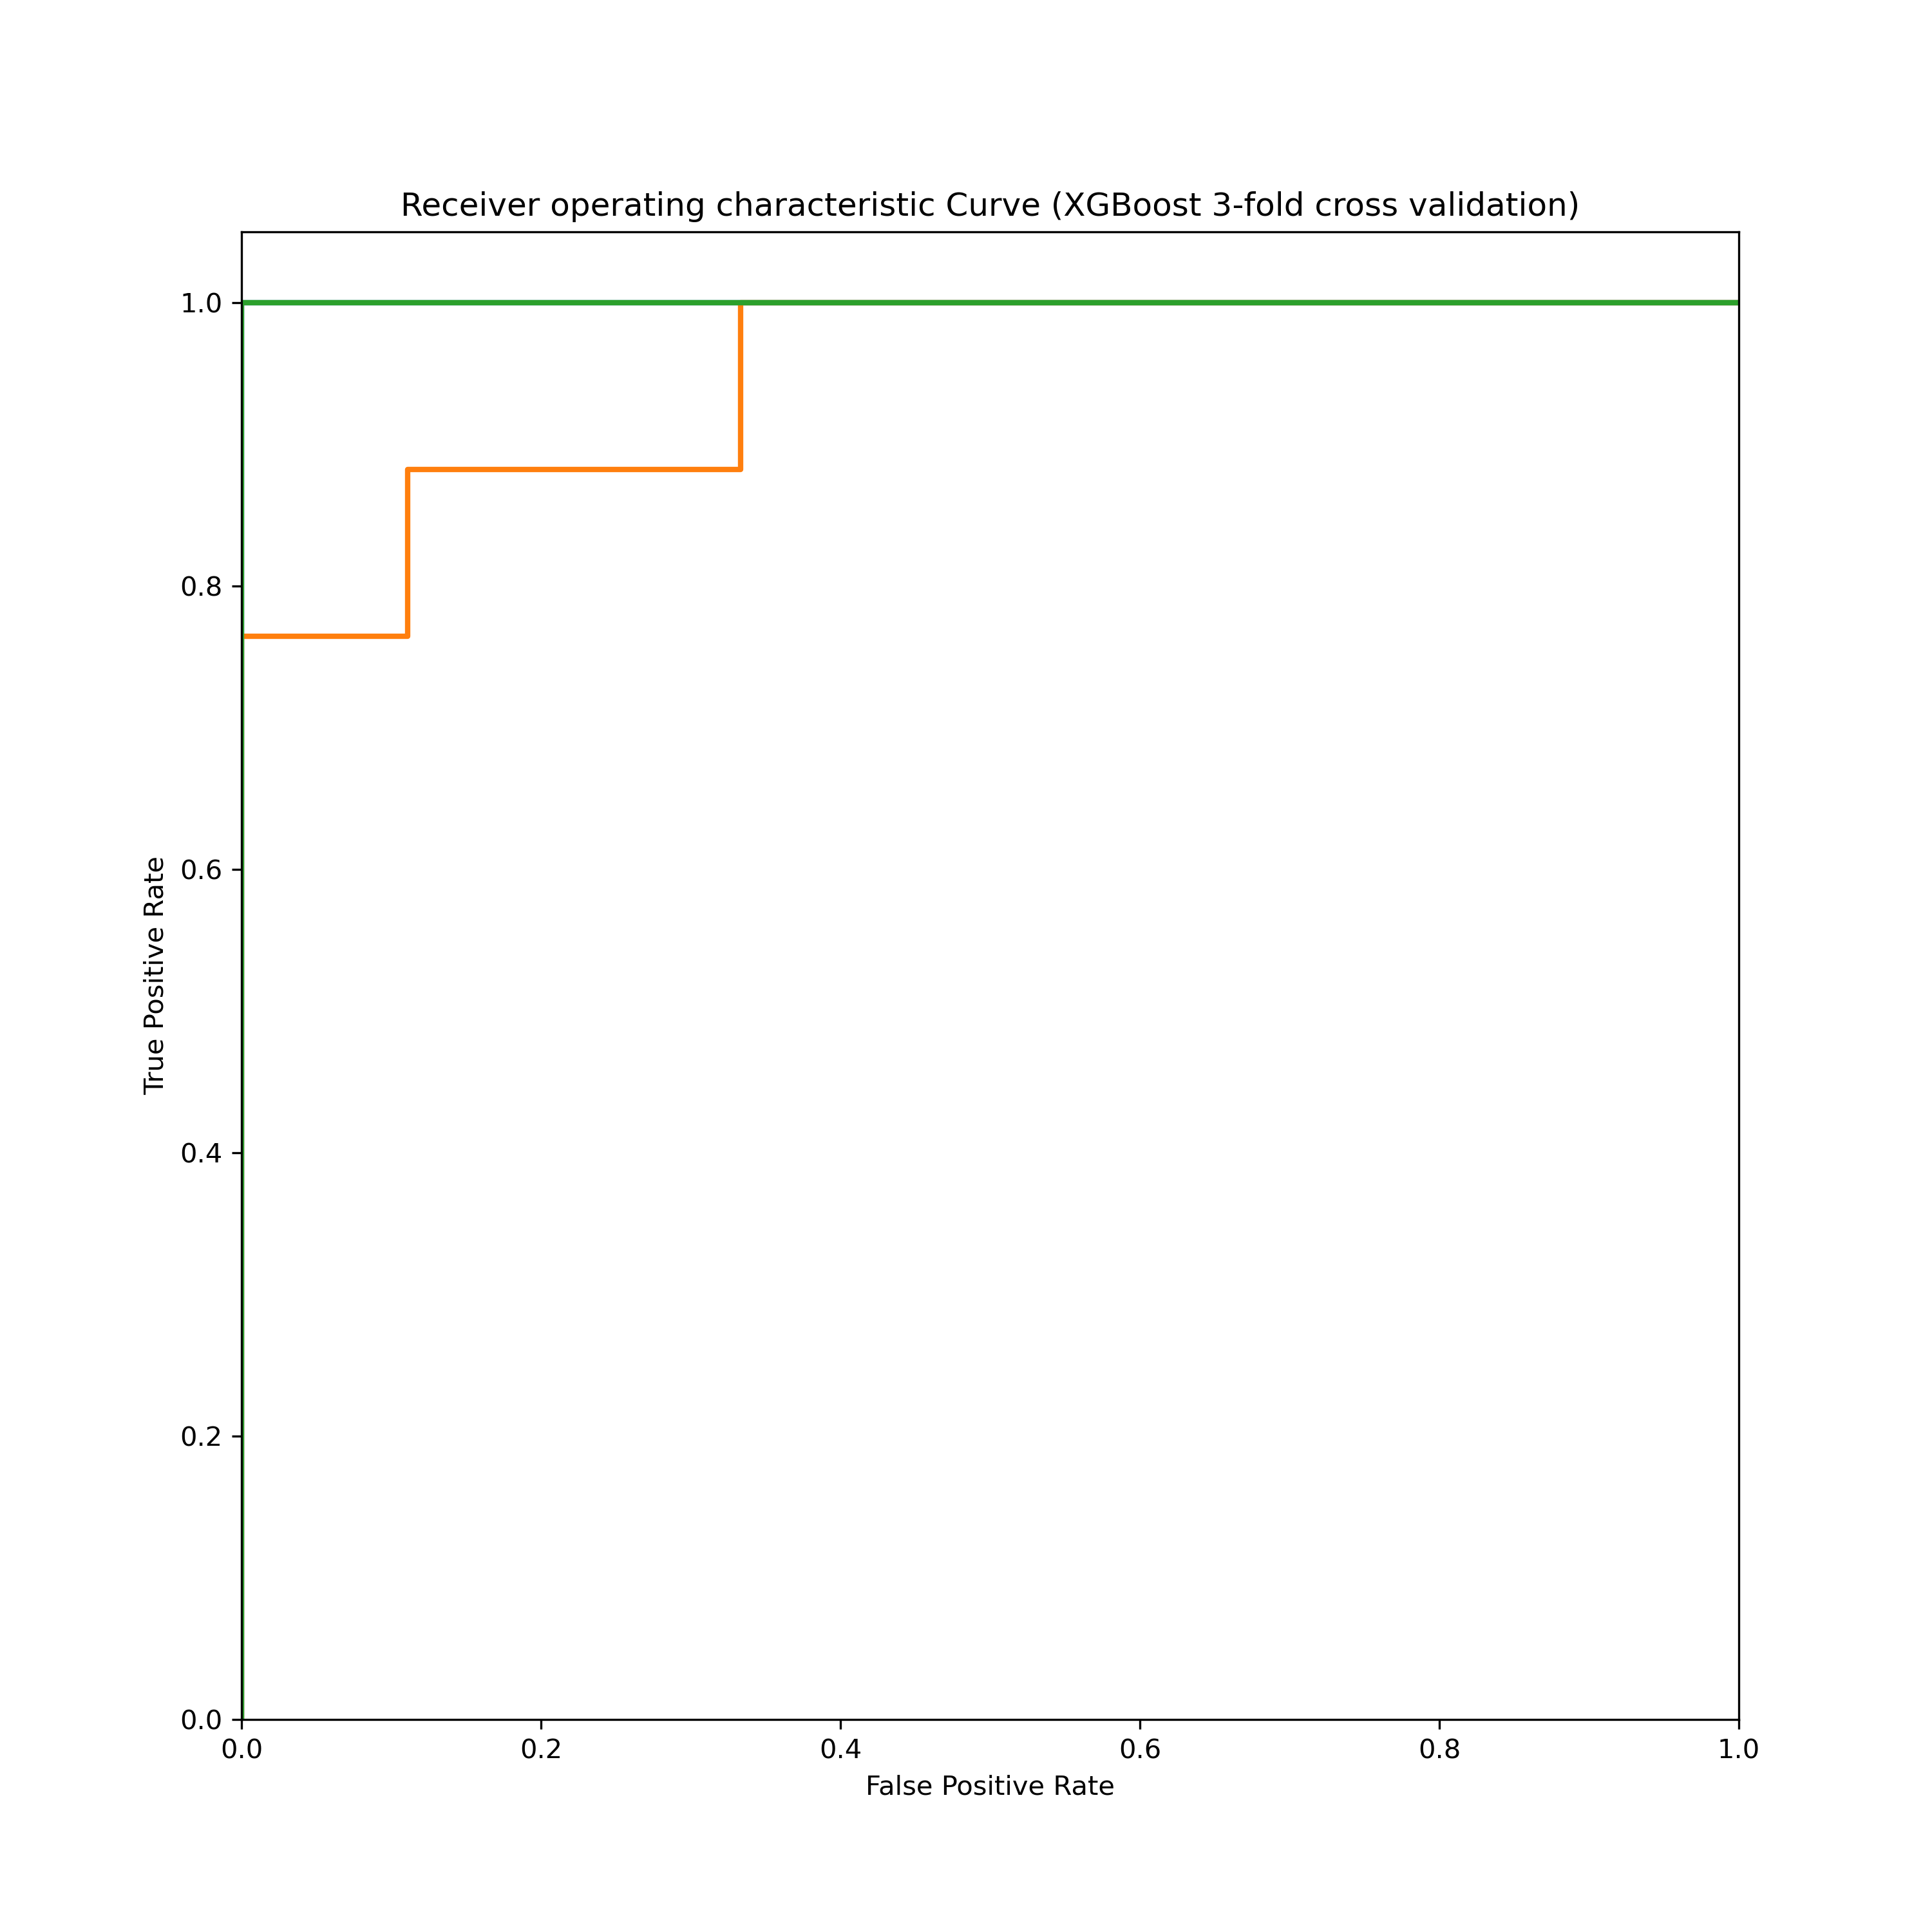 Receiver operating characteristic Curve (XGBoost 3-fold cross validation)
1.0
0.8
0.6
0.4
0.2
0.0
True Positive Rate
0.0 0.2 0.4 0.6 0.8 1.0
False Positive Rate